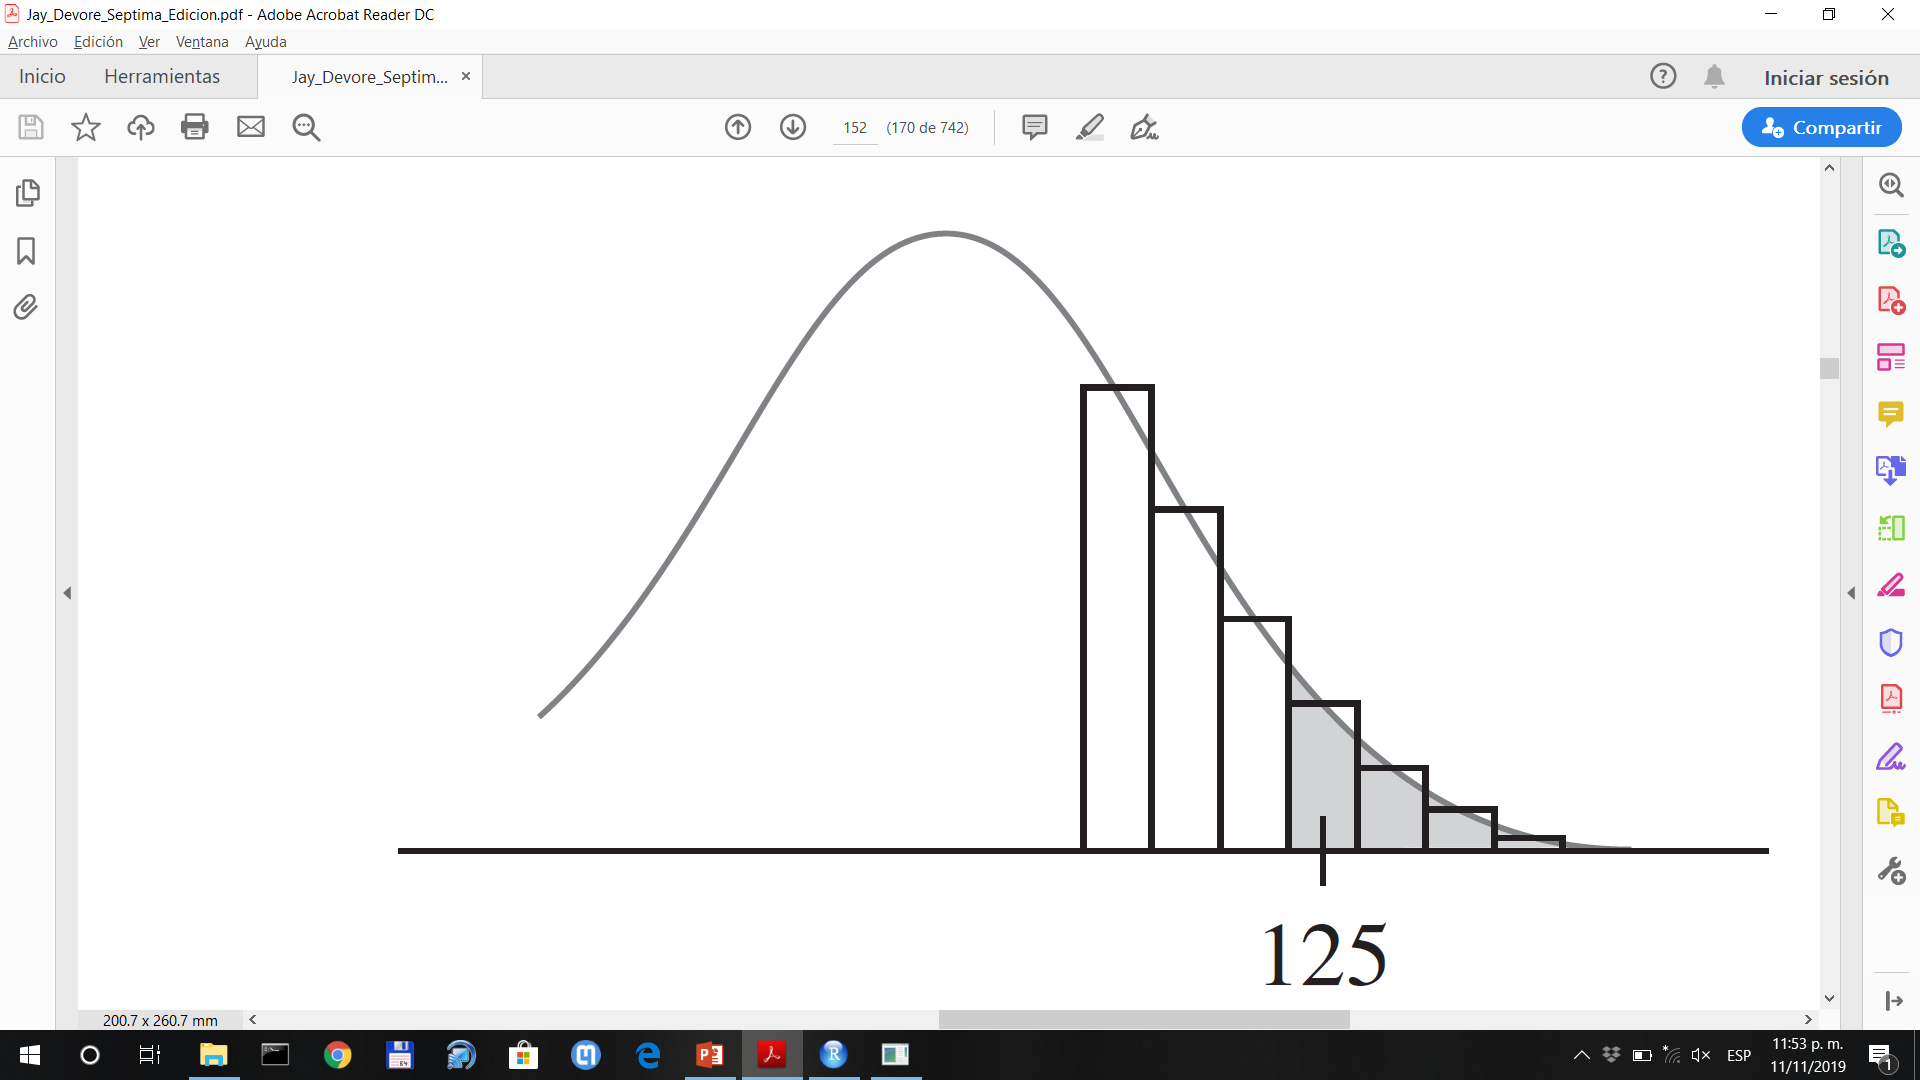 Jay_Devore_Septima_Edicion.pdf - Adobe Acrobat Reader DC
Archivo Edición Ver Ventana Ayuda
Inicio Herramientas Jay_Devore_Septim... × ? Iniciar sesión
152 (170 de 742) Compartir
125
200.7 x 260.7 mm
ESP
11:53 p. m.
11/11/2019
1